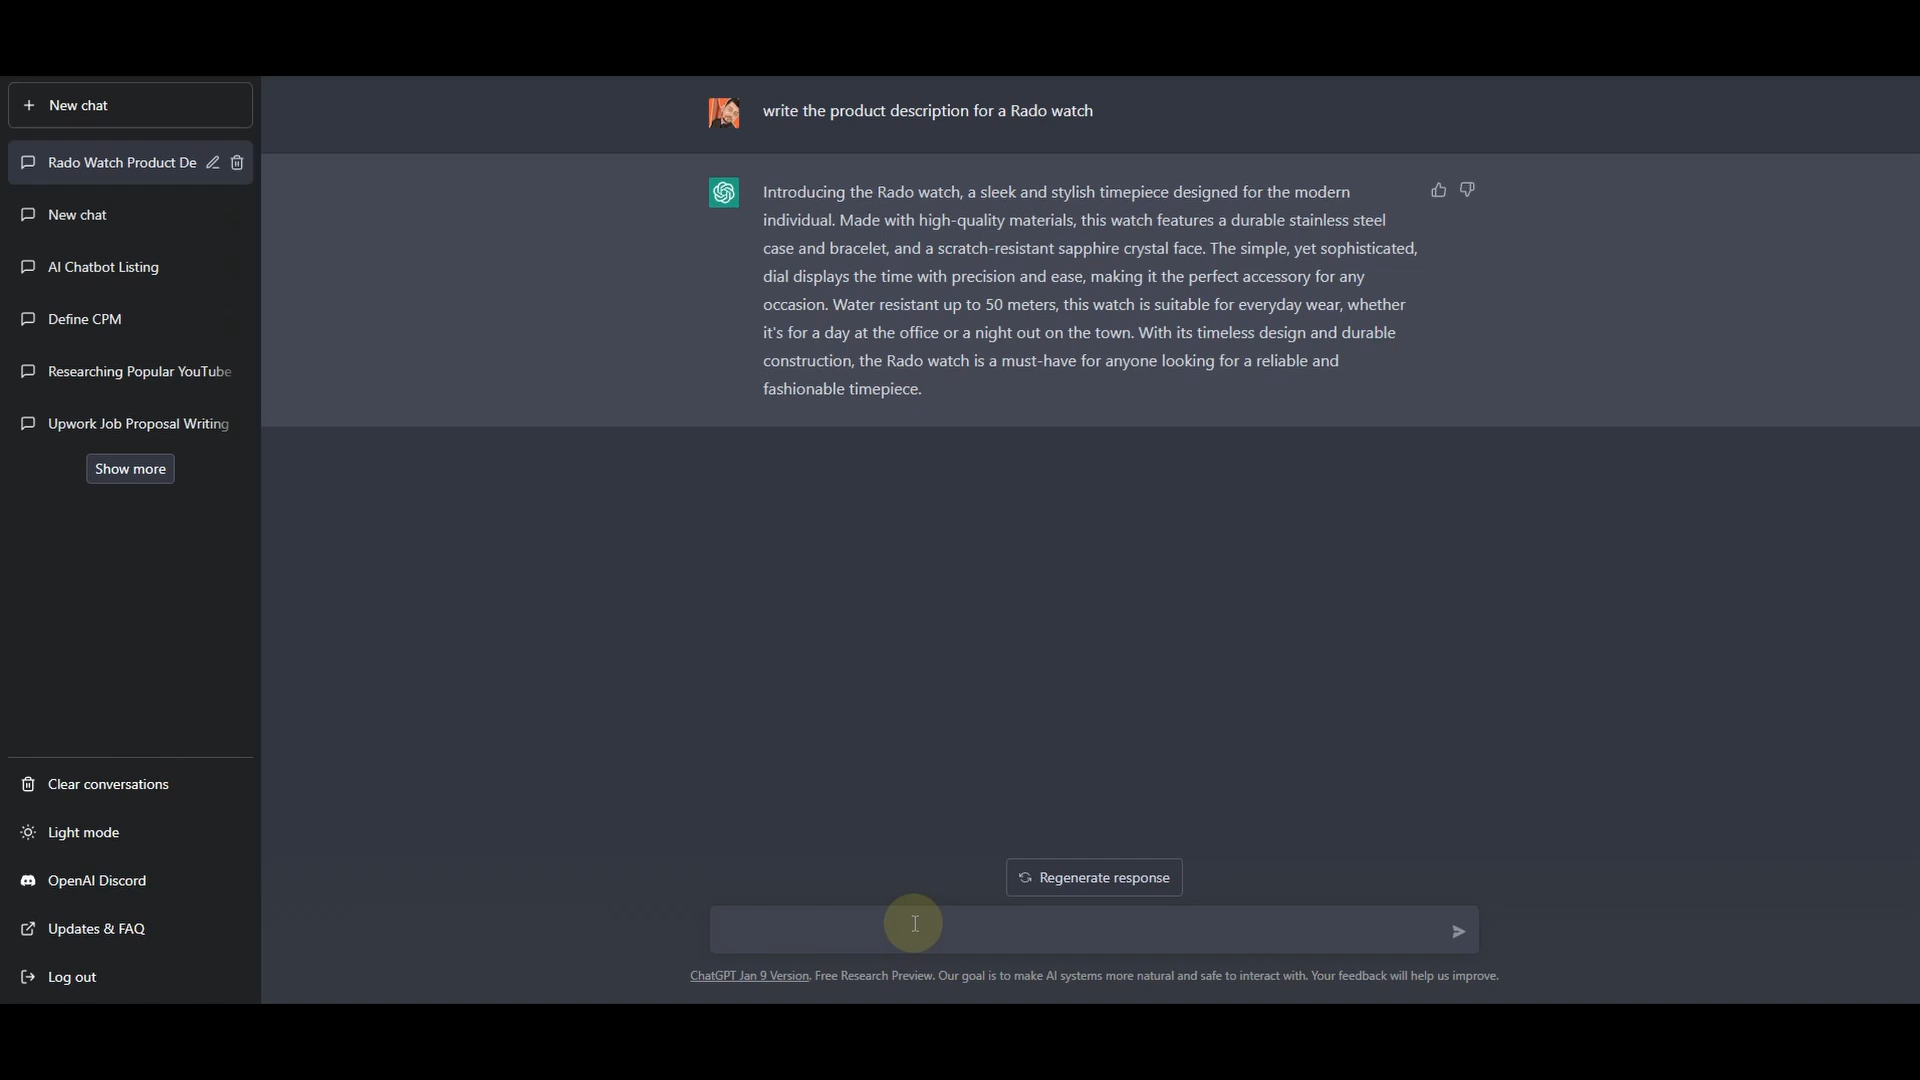 New chat
Rado Watch Product De
New chat
AI Chatbot Listing
Define CPM
Researching Popular YouTube
Upwork Job Proposal Writing
Show more
Clear conversations
Light mode
OpenAI Discord
Updates & FAQ
Log out
write the product description for a Rado watch
Introducing the Rado watch, a sleek and stylish timepiece designed for the modern
individual. Made with high-quality materials, this watch features a durable stainless steel
case and bracelet, and a scratch-resistant sapphire crystal face. The simple, yet sophisticated,
dial displays the time with precision and ease, making it the perfect accessory for any
occasion. Water resistant up to 50 meters, this watch is suitable for everyday wear, whether
it's for a day at the office or a night out on the town. With its timeless design and durable
construction, the Rado watch is a must-have for anyone looking for a reliable and
fashionable timepiece.
Regenerate response
ChatGPT Jan 9 Version. Free Research Preview. Our goal is to make AI systems more natural and safe to interact with. Your feedback will help us improve.